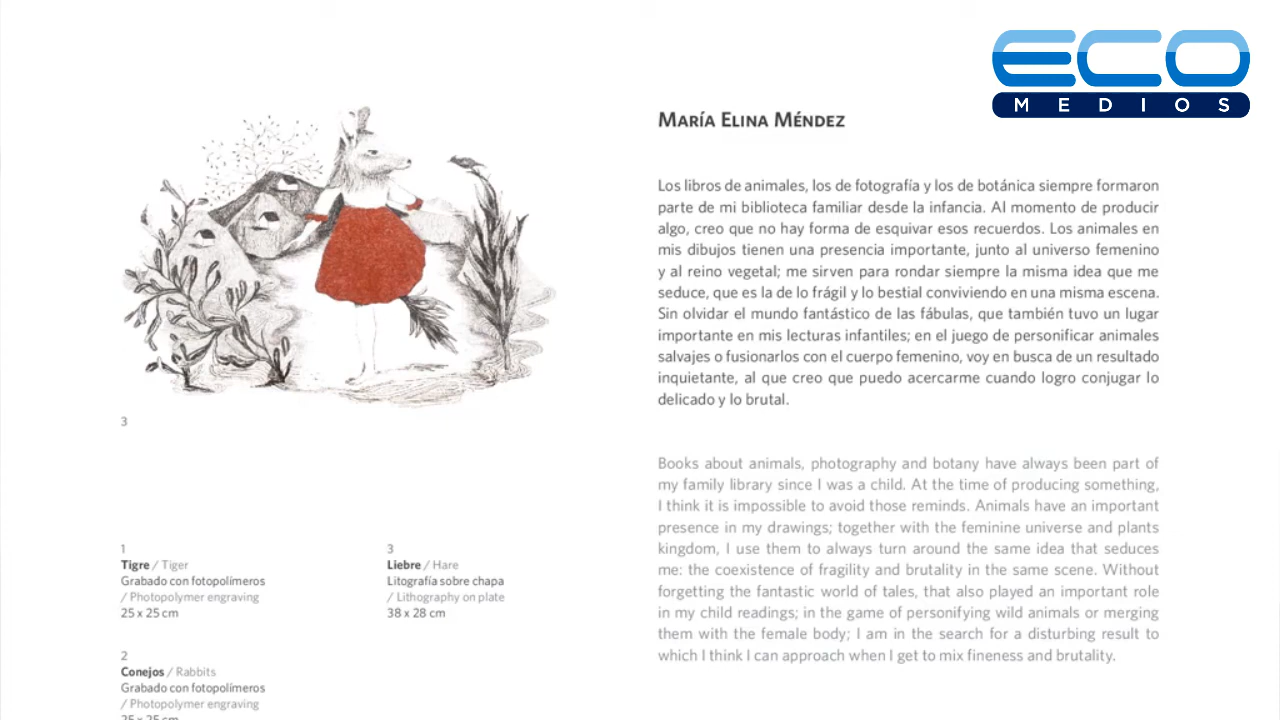 ECO
MEDIOS
MARÍA ELINA MÉNDEZ
Los libros de animales, los de fotografía y los de botánica siempre formaron
parte de mi biblioteca familiar desde la infancia. Al momento de producir
algo, creo que no hay forma de esquivar esos recuerdos. Los animales en
mis dibujos tienen una presencia importante, junto al universo femenino
y al reino vegetal; me sirven para rondar siempre la misma idea que me
seduce, que es la de lo frágil y lo bestial conviviendo en una misma escena.
Sin olvidar el mundo fantástico de las fábulas, que también tuvo un lugar
importante en mis lecturas infantiles; en el juego de personificar animales
salvajes o fusionarlos con el cuerpo femenino, voy en busca de un resultado
inquietante, al que creo que puedo acercarme cuando logro conjugar lo
delicado y lo brutal.
Books about animals, photography and botany have always been part of
my family library since I was a child. At the time of producing something,
I think it is impossible to avoid those reminds. Animals have an important
presence in my drawings; together with the feminine universe and plants
kingdom, I use them to always turn around the same idea that seduces
me: the coexistence of fragility and brutality in the same scene. Without
forgetting the fantastic world of tales, that also played an important role
in my child readings; in the game of personifying wild animals or merging
them with the female body; I am in the search for a disturbing result to
which I think I can approach when I get to mix fineness and brutality.
3
1
Tigre / Tiger
Grabado con fotopolímeros
/ Photopolymer engraving
25 x 25 cm
2
Conejos / Rabbits
Grabado con fotopolímeros
/ Photopolymer engraving
25 x 25 cm
3
Liebre / Hare
Litografía sobre chapa
/ Lithography on plate
38 x 28 cm